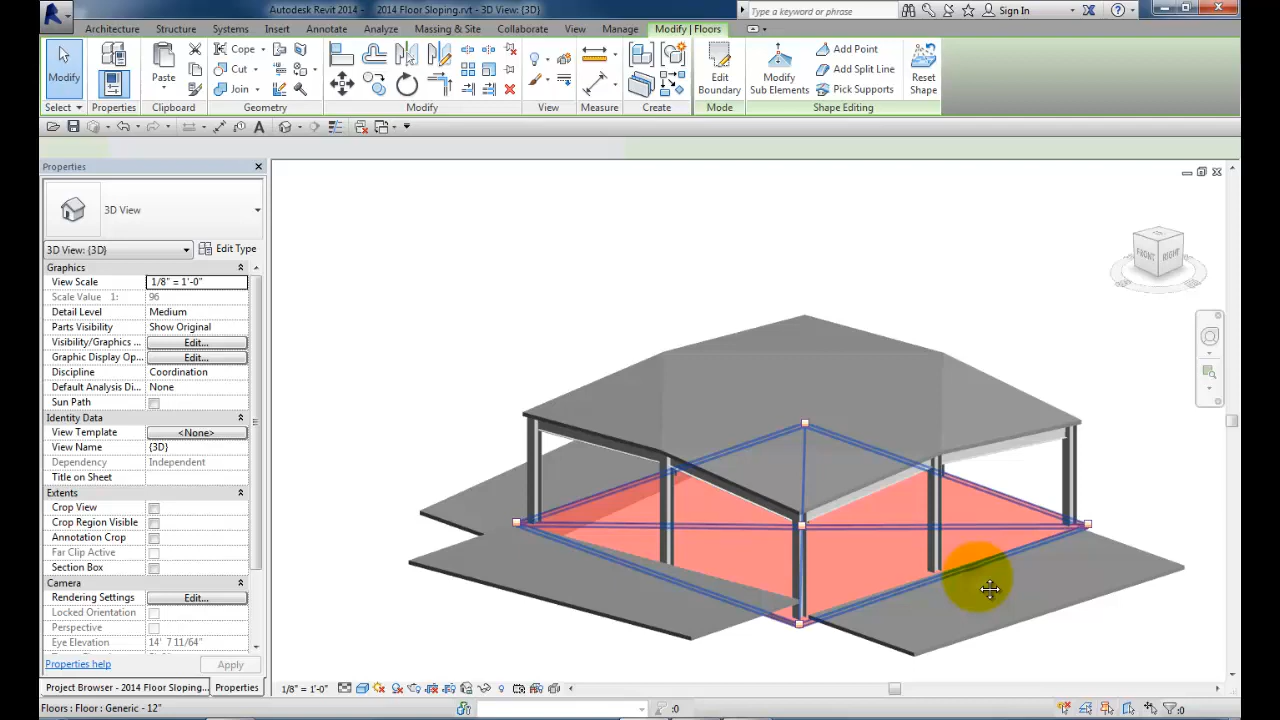 Autodesk Revit 2014 - 2014 Floor Sloping.rvt - 3D View: {3D}
Type a keyword or phrase
Sign In
Architecture Structure Systems Insert Annotate Analyze Massing & Site Collaborate View Manage Modify | Floors
Modify
Select
Properties
Paste
Clipboard
Cope
Cut
Join
Geometry
Modify
View
Measure
Create
Edit
Boundary
Mode
Modify
Sub Elements
Add Point
Add Split Line
Pick Supports
Reset
Shape
Shape Editing
Properties
3D View
3D View: {3D}
Edit Type
Graphics
View Scale 1/8" = 1'-0"
Scale Value 1: 96
Detail Level Medium
Parts Visibility Show Original
Visibility/Graphics ... Edit...
Graphic Display Op... Edit...
Discipline Coordination
Default Analysis Di... None
Sun Path
Identity Data
View Template <None>
View Name {3D}
Dependency Independent
Title on Sheet
Extents
Crop View
Crop Region Visible
Annotation Crop
Far Clip Active
Section Box
Camera
Rendering Settings Edit...
Locked Orientation
Perspective
Eye Elevation 14' 7 11/64"
Properties help
Apply
Project Browser - 2014 Floor Sloping...
Properties
FRONT
RIGHT
1/8" = 1'-0"
Floors : Floor : Generic - 12"
:0
:0